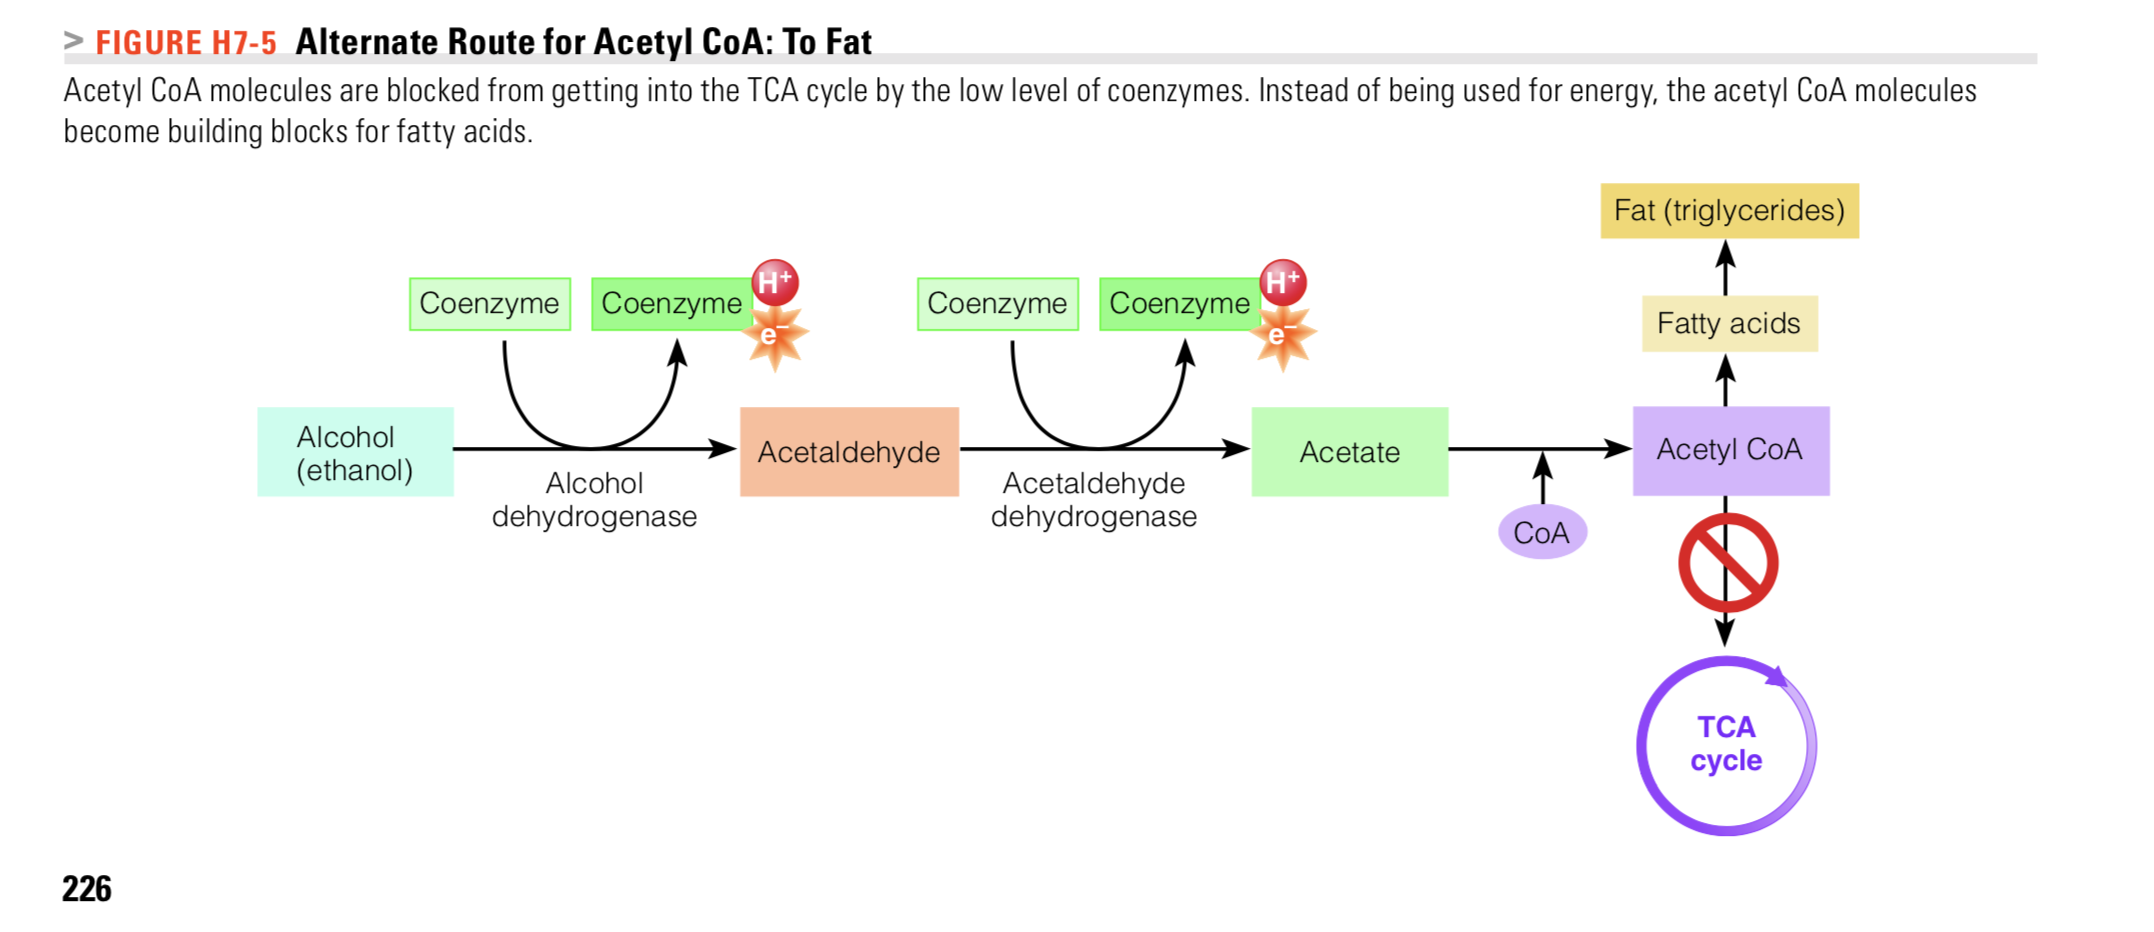 > FIGURE H7-5 Alternate Route for Acetyl CoA: To Fat
Acetyl CoA molecules are blocked from getting into the TCA cycle by the low level of coenzymes. Instead of being used for energy, the acetyl CoA molecules
become building blocks for fatty acids.
Fat (triglycerides)
Fatty acids
Coenzyme
Coenzyme
H+
e−
Coenzyme
Coenzyme
H+
e−
Alcohol
(ethanol)
Alcohol
dehydrogenase
Acetaldehyde
Acetaldehyde
dehydrogenase
Acetate
CoA
Acetyl CoA
TCA
cycle
226